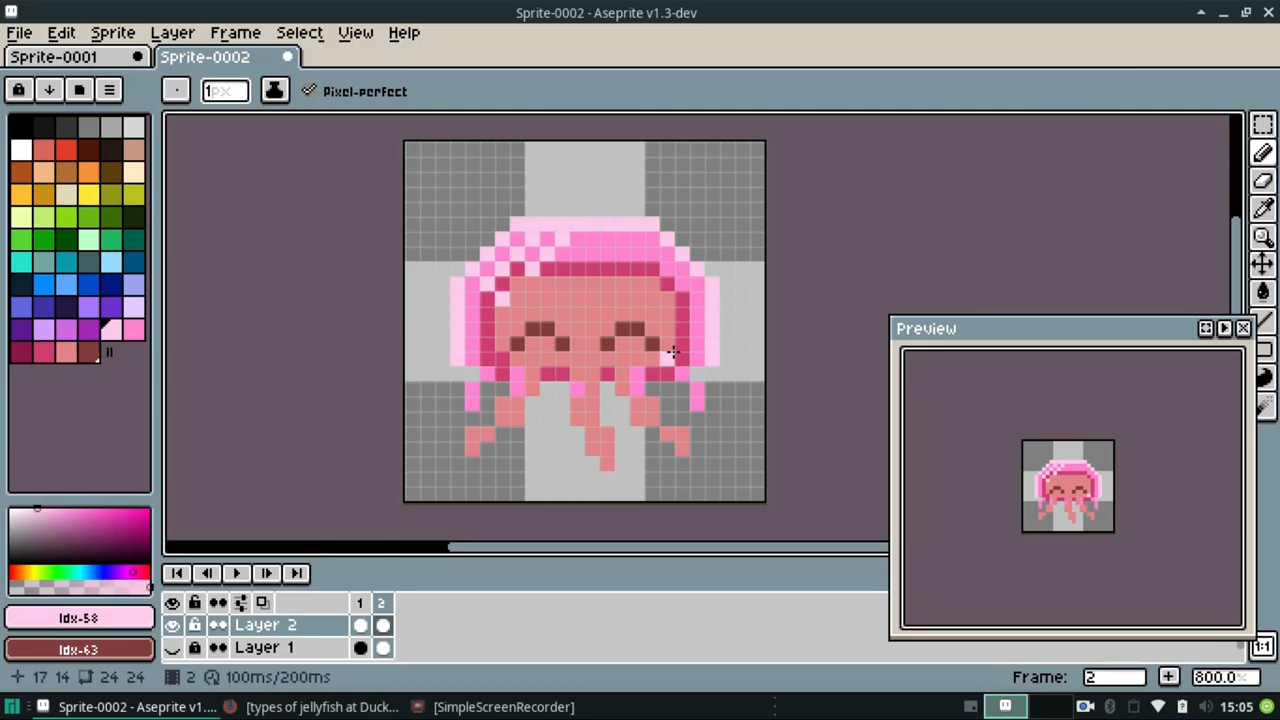 Sprite-0002 - Aseprite v1.3-dev
File Edit Sprite Layer Frame Select View Help
Sprite-0001 Sprite-0002
1px Pixel-perfect
Preview
1 2
Idx-58 Layer 2
Idx-63 Layer 1
1:1
17 14 24 24 2 100ms/200ms Frame: 2 + 800.0%
Sprite-0002 - Aseprite v1.... [types of jellyfish at Duck... [SimpleScreenRecorder] 15:05